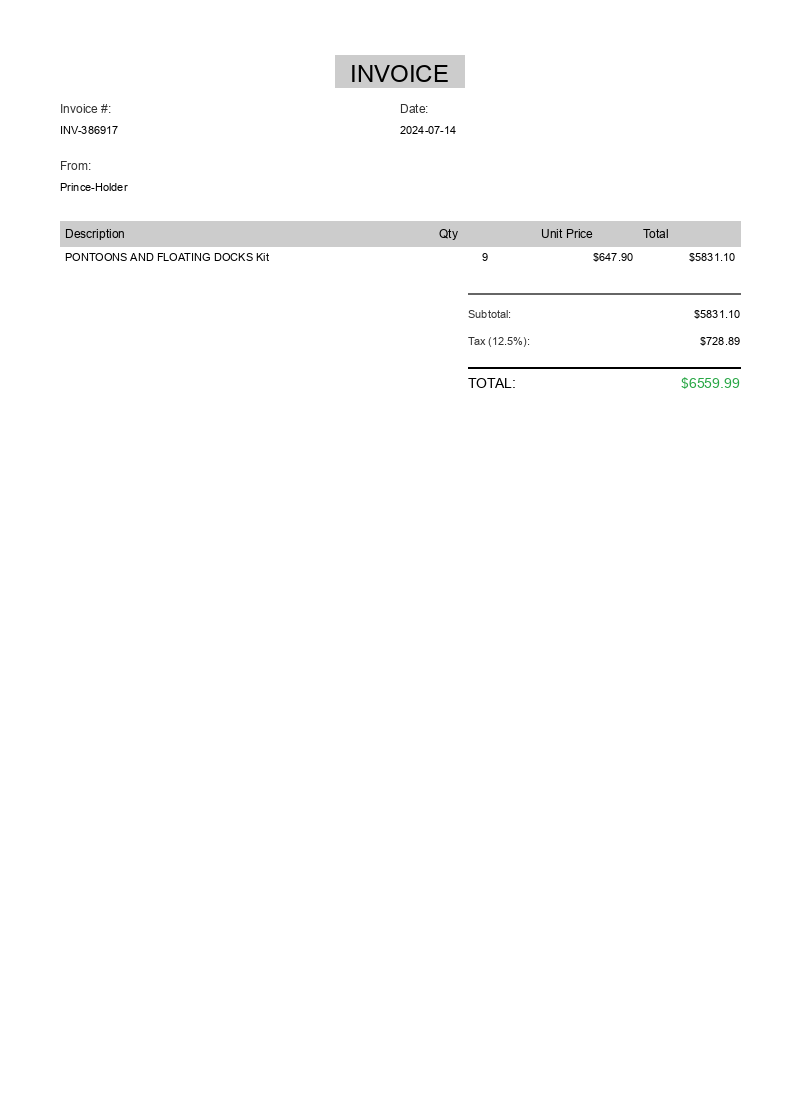 INVOICE
Invoice #: Date:
INV-386917 2024-07-14
From:
Prince-Holder
Description Qty Unit Price Total
PONTOONS AND FLOATING DOCKS Kit 9 $647.90 $5831.10
Subtotal: $5831.10
Tax (12.5%): $728.89
TOTAL: $6559.99